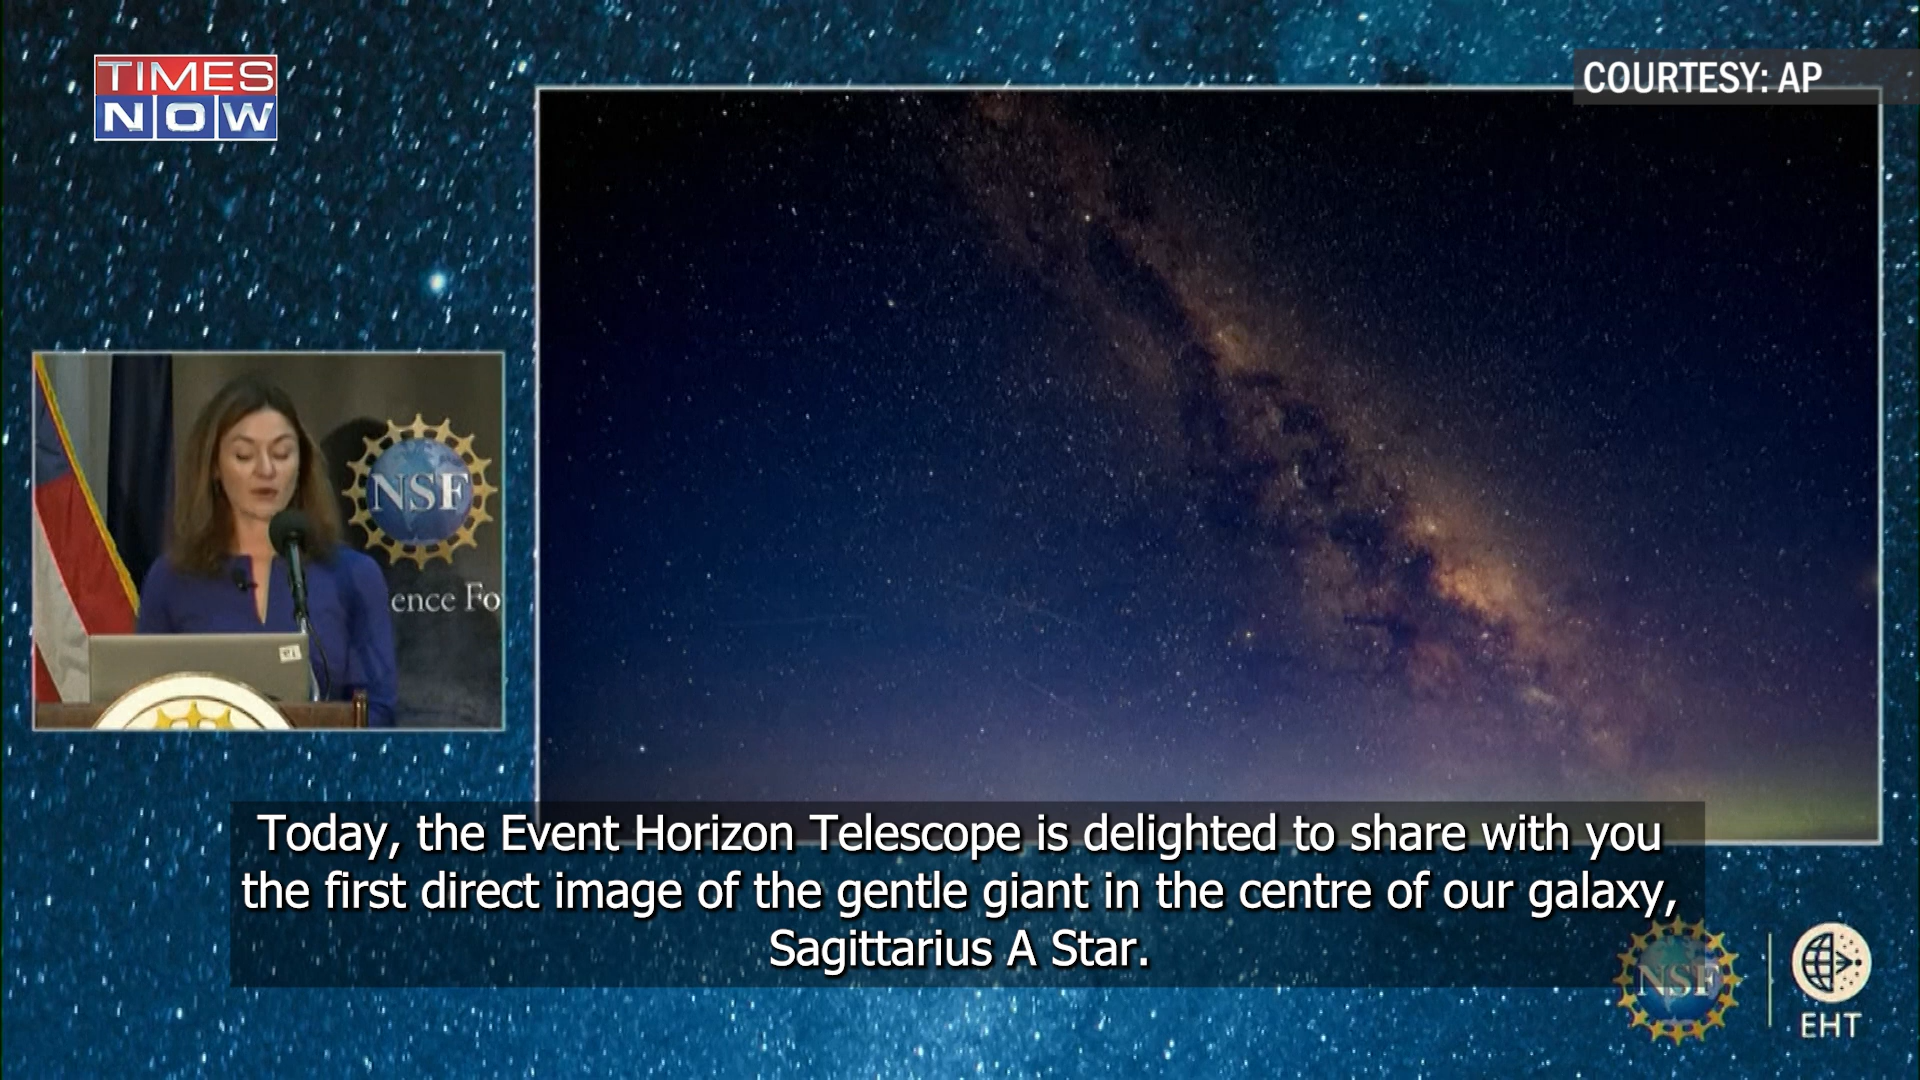 TIMES
NOW
COURTESY: AP
NSF
ence Fo
Today, the Event Horizon Telescope is delighted to share with you
the first direct image of the gentle giant in the centre of our galaxy,
Sagittarius A Star.
NSF
EHT